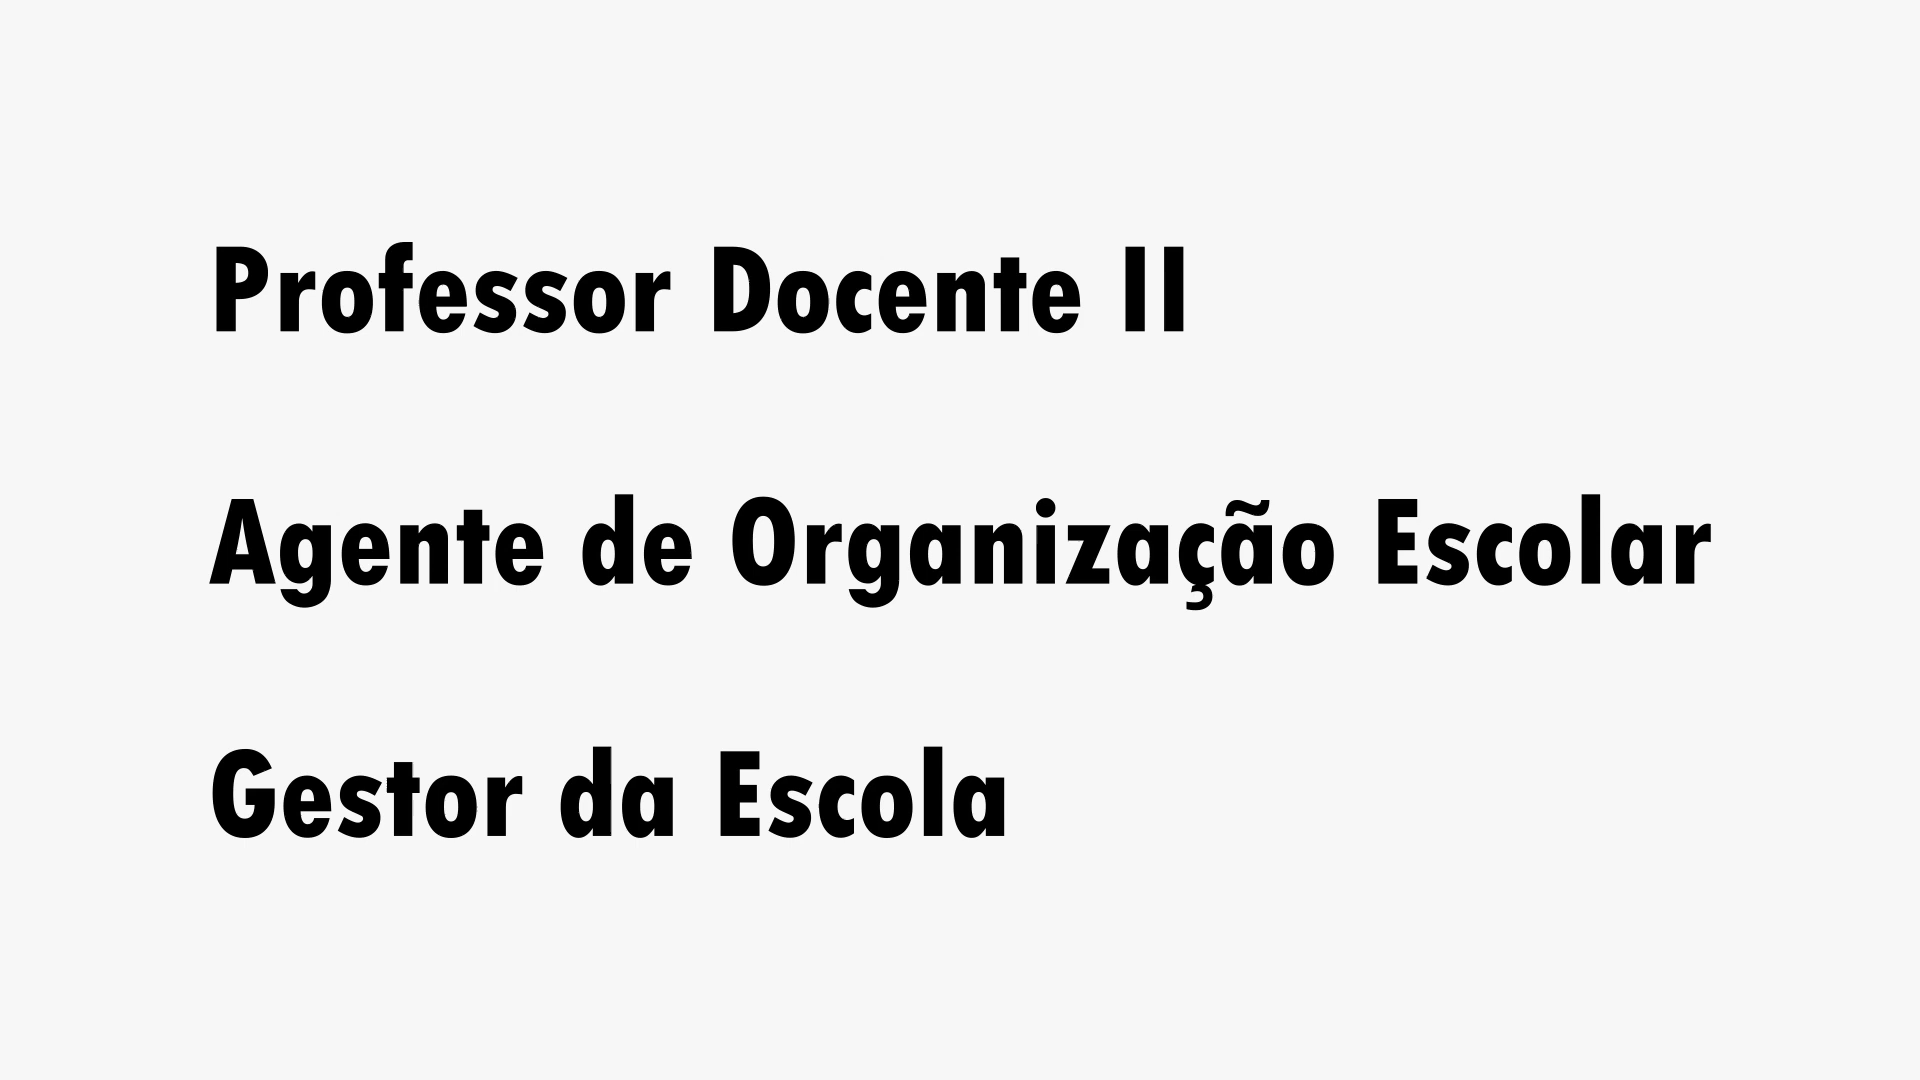 Professor Docente II
Agente de Organização Escolar
Gestor da Escola